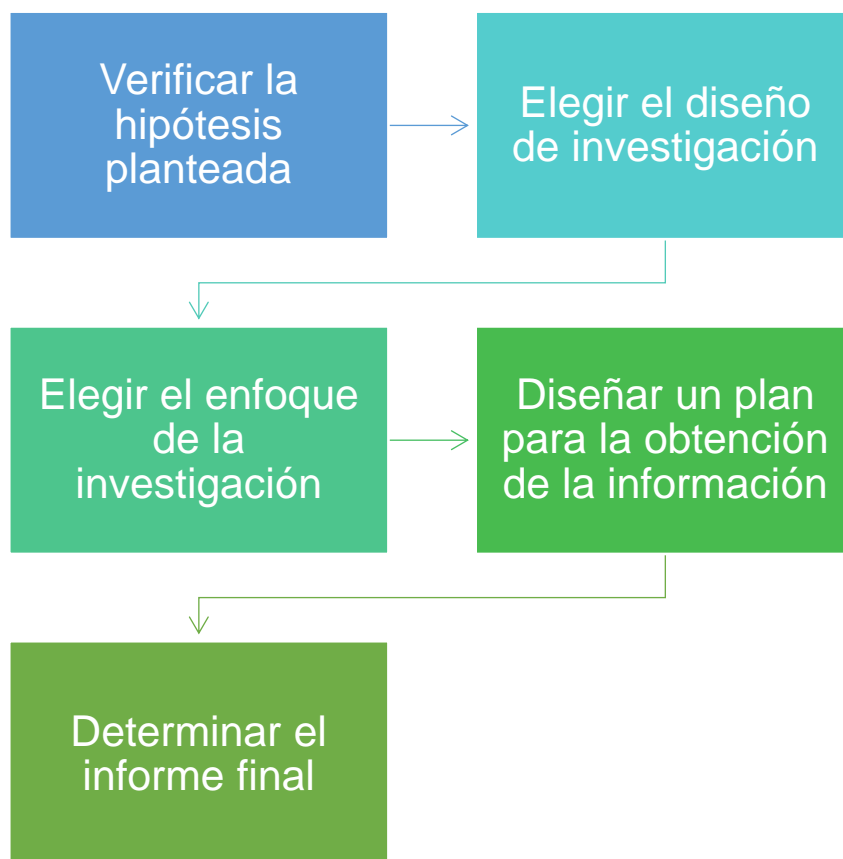 Verificar la
hipótesis
planteada
Elegir el diseño
de investigación
Elegir el enfoque
de la
investigación
Diseñar un plan
para la obtención
de la información
Determinar el
informe final